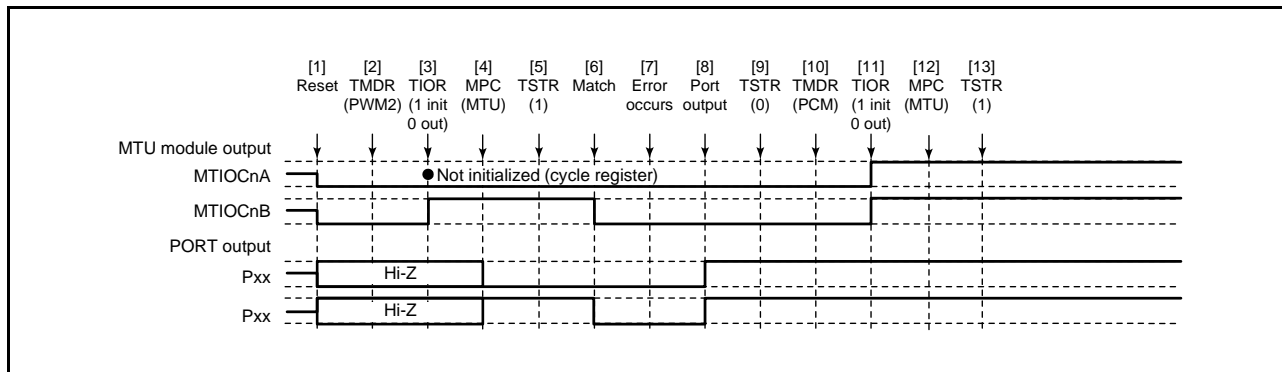 [1] [2] [3] [4] [5] [6] [7] [8] [9] [10] [11] [12] [13]
Reset TMDR TIOR MPC TSTR Match Error Port TSTR TMDR TIOR MPC TSTR
(PWM2) (1 init (MTU) (1) occurs output (0) (PCM) (1 init (MTU) (1)
0 out) 0 out)
MTU module output
MTIOCnA
Not initialized (cycle register)
MTIOCnB
PORT output
Pxx
Hi-Z
Pxx
Hi-Z